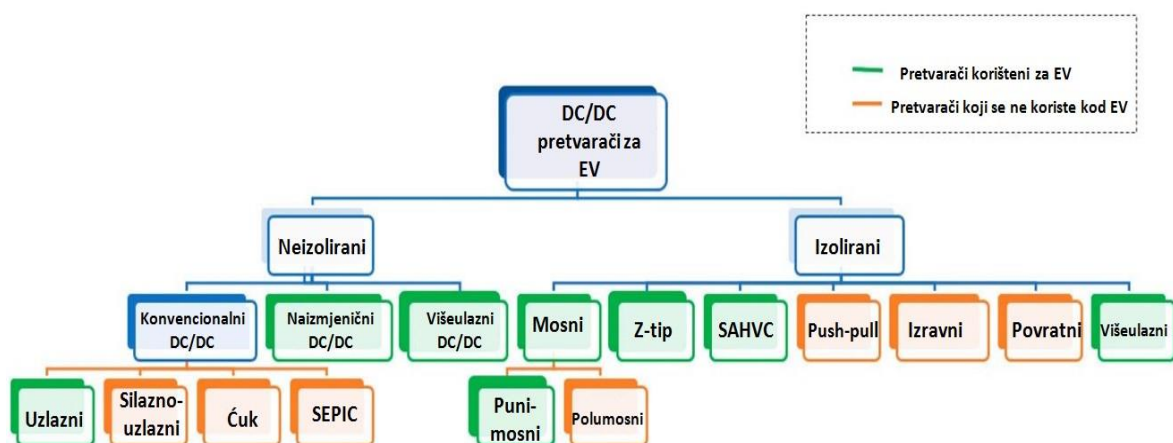 Pretvarači korišteni za EV
Pretvarači koji se ne koriste kod EV
DC/DC
pretvarači za
EV
Neizolirani
Izolirani
Konvencionalni
DC/DC
Naizmjenični
DC/DC
Višeulazni
DC/DC
Mosni
Z-tip
SAHVC
Push-pull
Izravni
Povratni
Višeulazni
Uzlazni
Silazno-
uzlazni
Ćuk
SEPIC
Puni-
mosni
Polumosni